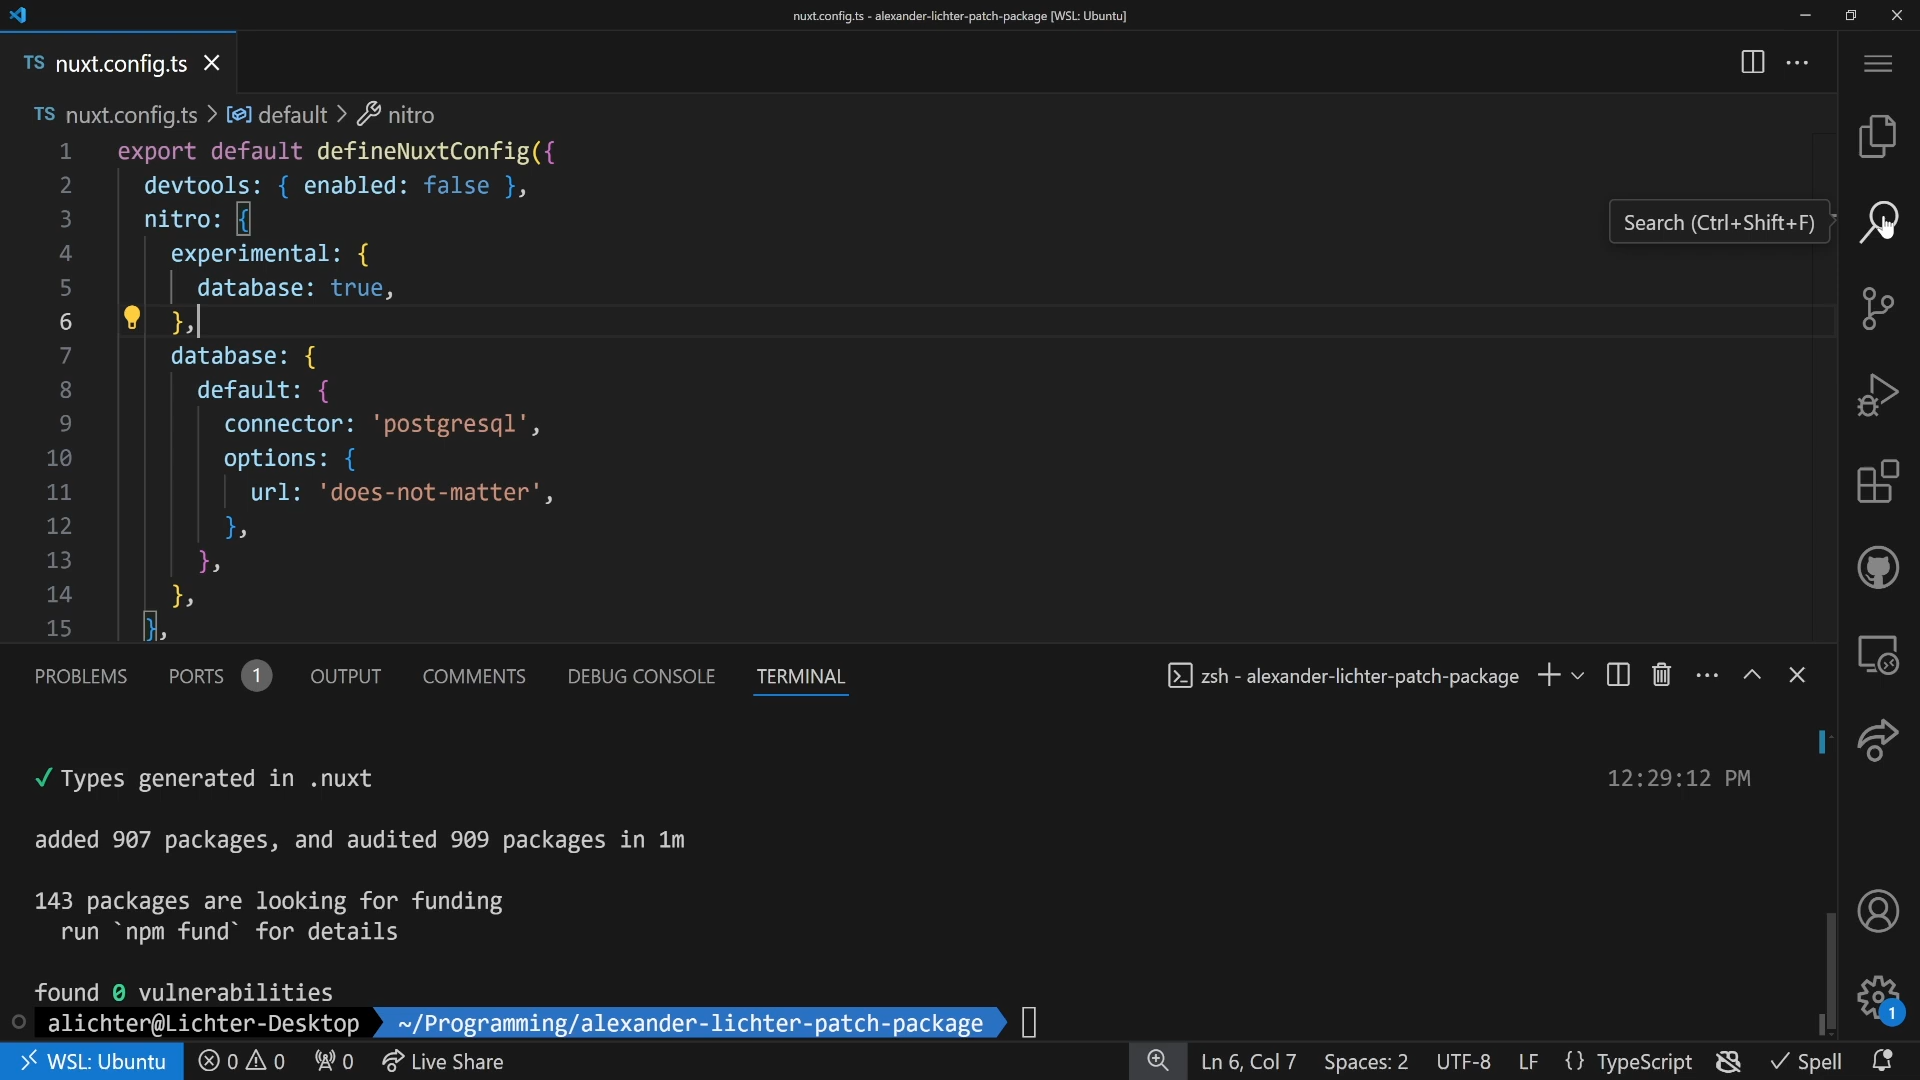 nuxt.config.ts - alexander-lichter-patch-package [WSL: Ubuntu]
TS nuxt.config.ts
TS nuxt.config.ts > default > nitro
1 export default defineNuxtConfig({
2 devtools: { enabled: false },
3 nitro: {
4 experimental: {
5 database: true,
6 },
7 database: {
8 default: {
9 connector: 'postgresql',
10 options: {
11 url: 'does-not-matter',
12 },
13 },
14 },
15 },
Search (Ctrl+Shift+F)
PROBLEMS PORTS 1 OUTPUT COMMENTS DEBUG CONSOLE TERMINAL zsh - alexander-lichter-patch-package
✓ Types generated in .nuxt 12:29:12 PM
added 907 packages, and audited 909 packages in 1m
143 packages are looking for funding
run `npm fund` for details
found 0 vulnerabilities
alichter@Lichter-Desktop ~/Programming/alexander-lichter-patch-package
1
WSL: Ubuntu 0 0 0 Live Share Ln 6, Col 7 Spaces: 2 UTF-8 LF {} TypeScript Spell